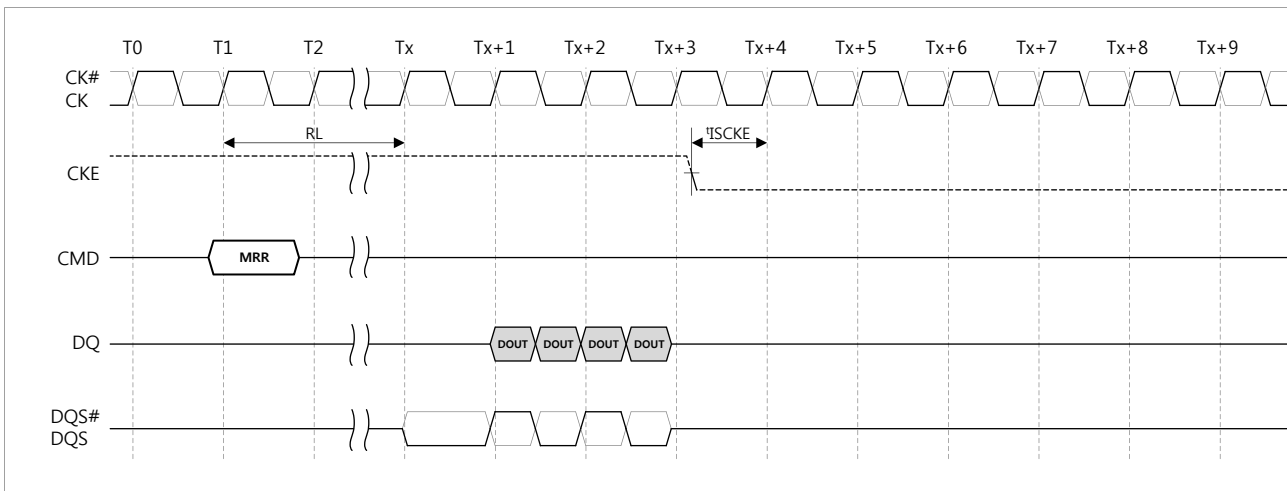 T0 T1 T2 Tx Tx+1 Tx+2 Tx+3 Tx+4 Tx+5 Tx+6 Tx+7 Tx+8 Tx+9
CK#
CK
RL
tISCKE
CKE
CMD
MRR
DQ
DOUT DOUT DOUT DOUT
DQS#
DQS